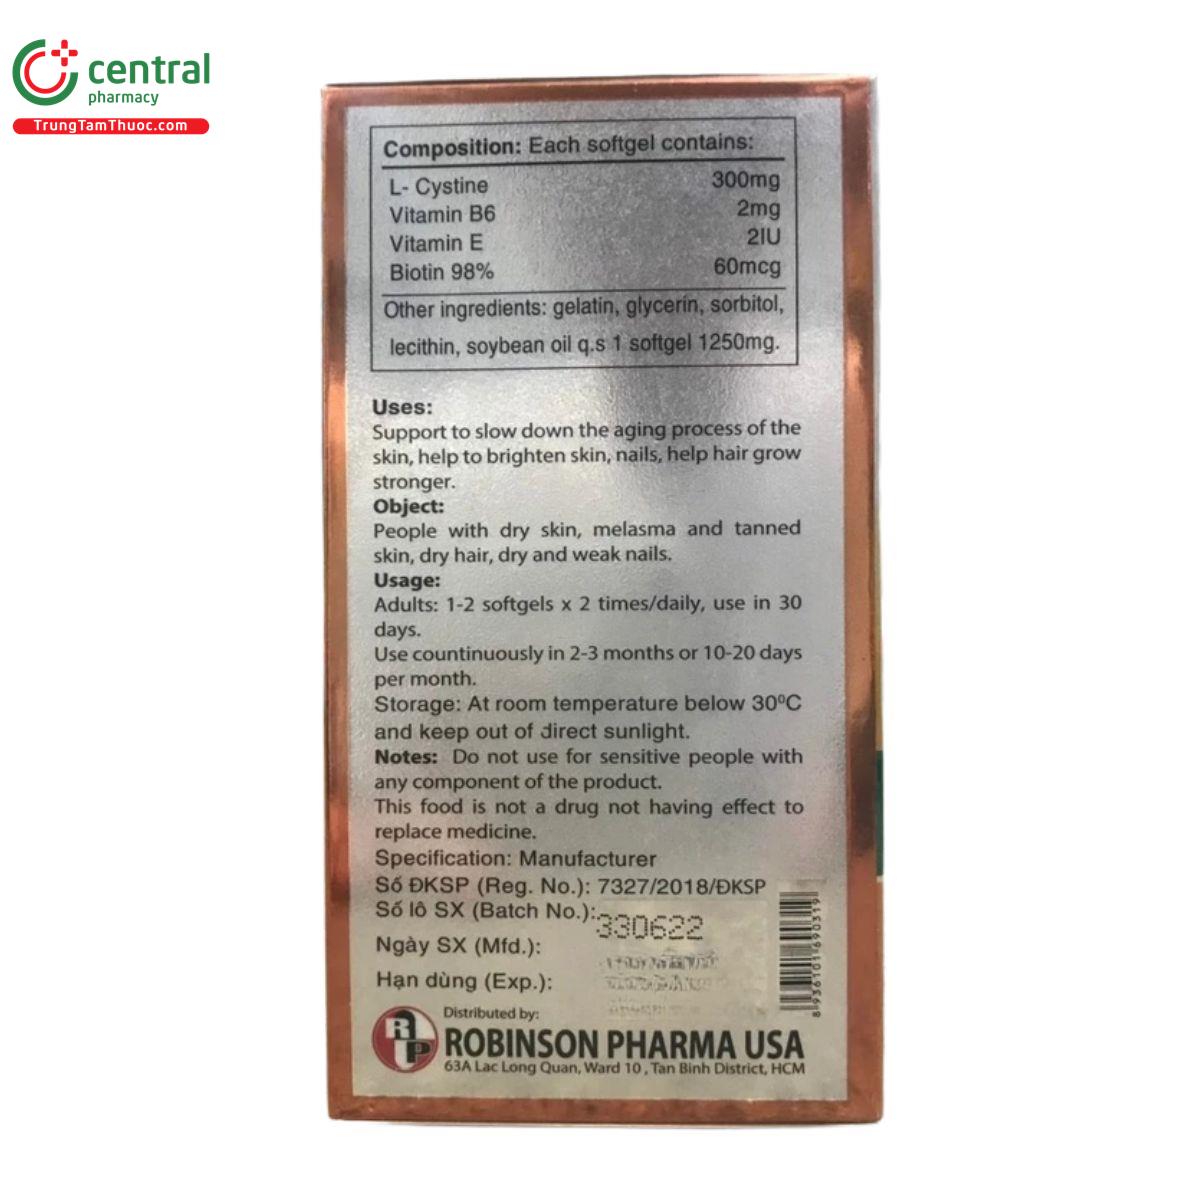 central
pharmacy
TrungTamThuoc.com
Composition: Each softgel contains:
L- Cystine 300mg
Vitamin B6 2mg
Vitamin E 2IU
Biotin 98% 60mcg
Other ingredients: gelatin, glycerin, sorbitol,
lecithin, soybean oil q.s 1 softgel 1250mg.
Uses:
Support to slow down the aging process of the
skin, help to brighten skin, nails, help hair grow
stronger.
Object:
People with dry skin, melasma and tanned
skin, dry hair, dry and weak nails.
Usage:
Adults: 1-2 softgels x 2 times/daily, use in 30
days.
Use countinuously in 2-3 months or 10-20 days
per month.
Storage: At room temperature below 30⁰C
and keep out of direct sunlight.
Notes: Do not use for sensitive people with
any component of the product.
This food is not a drug not having effect to
replace medicine.
Specification: Manufacturer
Số ĐKSP (Reg. No.): 7327/2018/ĐKSP
Số lô SX (Batch No.): 330622
Ngày SX (Mfd.):
Hạn dùng (Exp.):
8 936101 690319
RP
Distributed by:
ROBINSON PHARMA USA
63A Lac Long Quan, Ward 10 , Tan Binh District, HCM